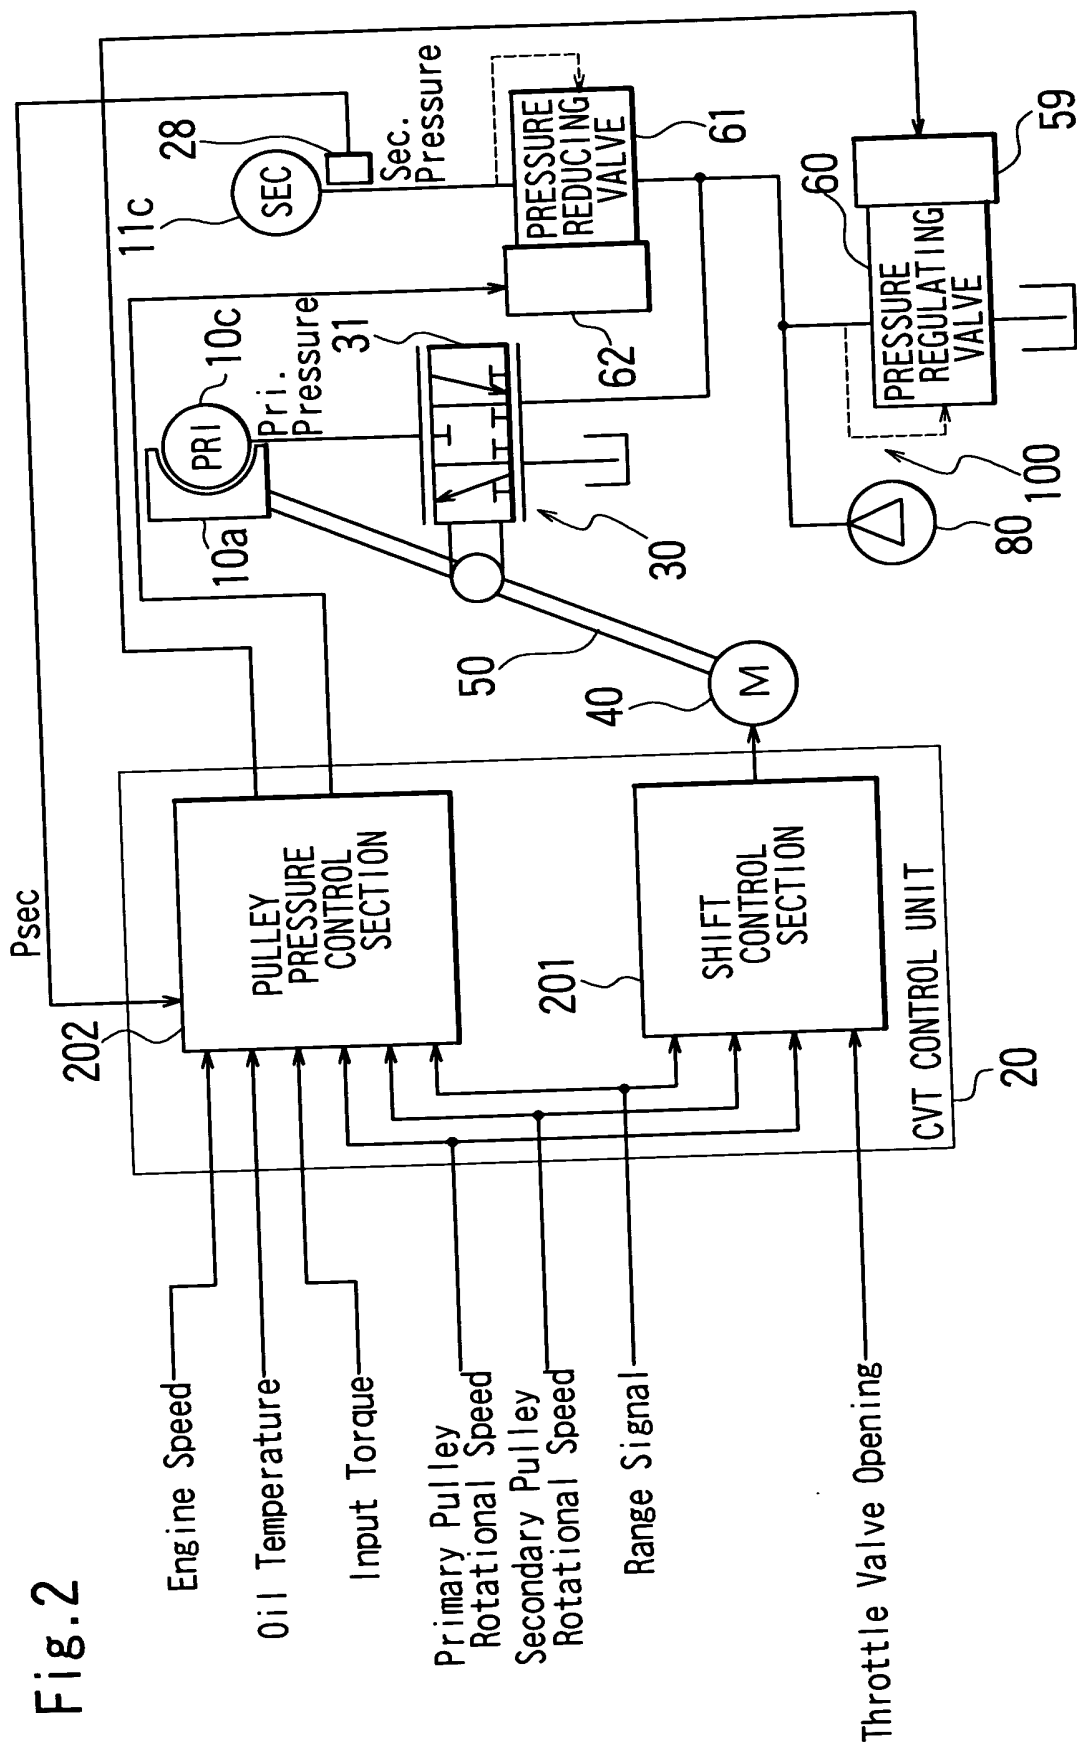 Fig.2
Engine Speed
Oil Temperature
Input Torque
Primary Pulley
Rotational Speed
Secondary Pulley
Rotational Speed
Range Signal
Throttle Valve Opening
Psec
202
PULLEY
PRESSURE
CONTROL
SECTION
201
SHIFT
CONTROL
SECTION
CVT CONTROL UNIT
20
11c
SEC
28
Sec.
Pressure
PRI
10c
10a
Pri.
Pressure
31
30
50
40
M
PRESSURE
REDUCING
VALVE
61
62
PRESSURE
REGULATING
VALVE
60
59
100
80